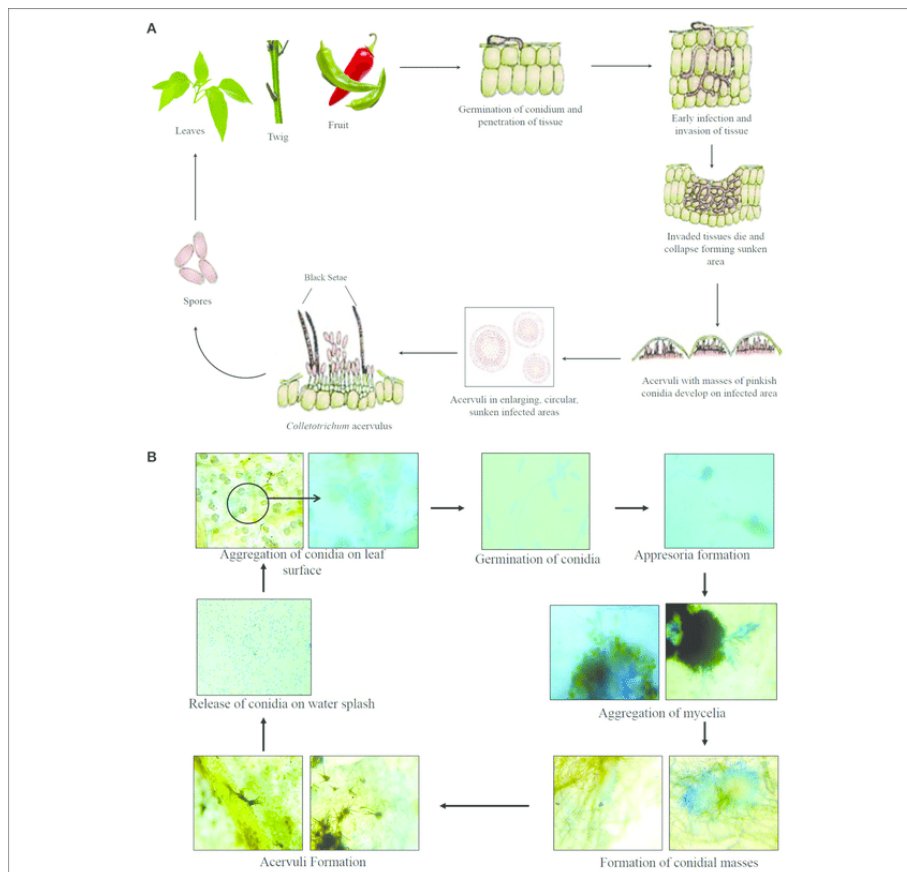 A
Leaves
Twig
Fruit
Germination of conidium and
penetration of tissue
Early infection and
invasion of tissue
Invaded tissues die and
collapse forming sunken
area
Acervuli with masses of pinkish
conidia develop on infected area
Acervuli in enlarging, circular,
sunken infected areas
Black Setae
Colletotrichum acervulus
Spores
B
Aggregation of conidia on leaf
surface
Germination of conidia
Appresoria formation
Aggregation of mycelia
Formation of conidial masses
Acervuli Formation
Release of conidia on water splash